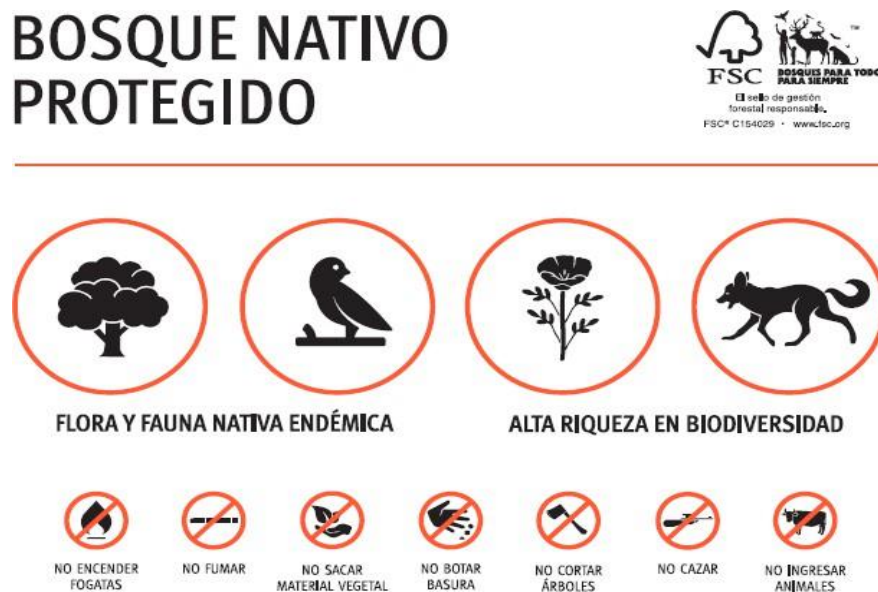 BOSQUE NATIVO
PROTEGIDO
FSC
™
BOSQUES PARA TODOS
PARA SIEMPRE
El sello de gestión
forestal responsable.
FSC® C154029 • www.fsc.org
FLORA Y FAUNA NATIVA ENDÉMICA
ALTA RIQUEZA EN BIODIVERSIDAD
NO ENCENDER
FOGATAS
NO FUMAR
NO SACAR
MATERIAL VEGETAL
NO BOTAR
BASURA
NO CORTAR
ÁRBOLES
NO CAZAR
NO INGRESAR
ANIMALES